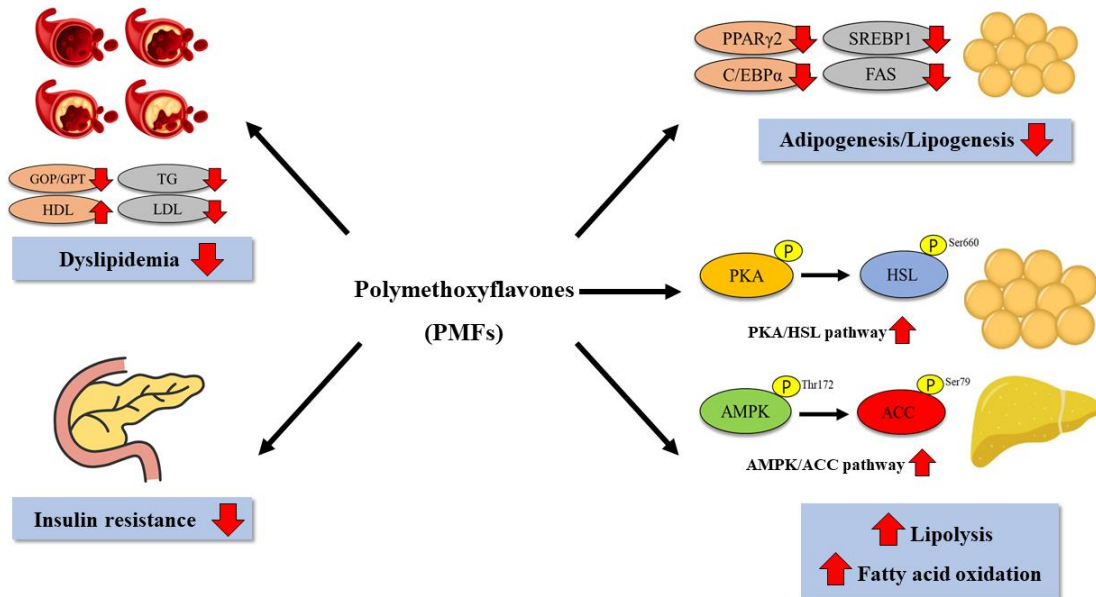 GOP/GPT
TG
HDL
LDL
Dyslipidemia
PPARγ2
SREBP1
C/EBPα
FAS
Adipogenesis/Lipogenesis
Polymethoxyflavones
(PMFs)
P
P
Ser660
PKA
HSL
PKA/HSL pathway
P
Thr172
P
Ser79
AMPK
ACC
AMPK/ACC pathway
Insulin resistance
Lipolysis
Fatty acid oxidation